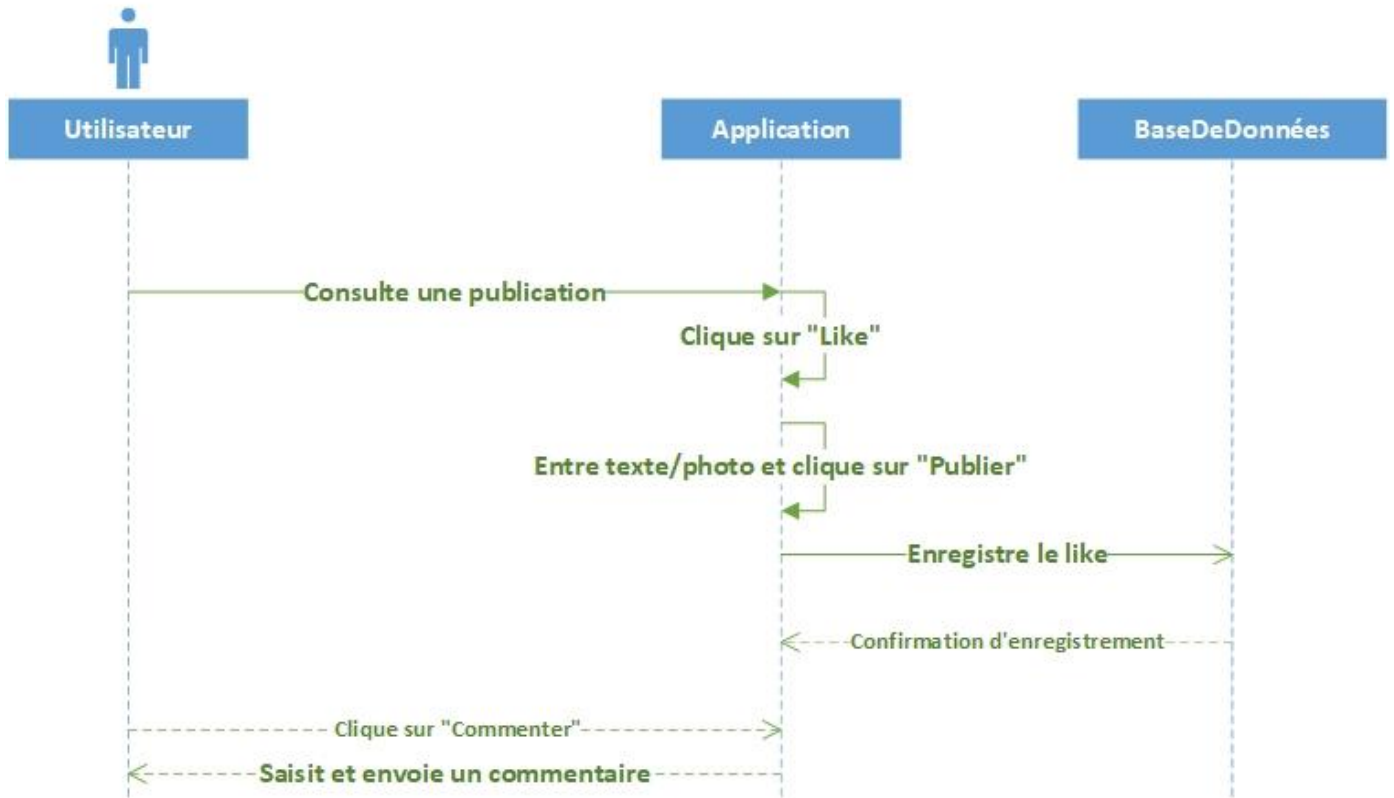 Utilisateur
Application
BaseDeDonnées
Consulte une publication
Clique sur "Like"
Entre texte/photo et clique sur "Publier"
Enregistre le like
Confirmation d'enregistrement
Clique sur "Commenter"
Saisit et envoie un commentaire